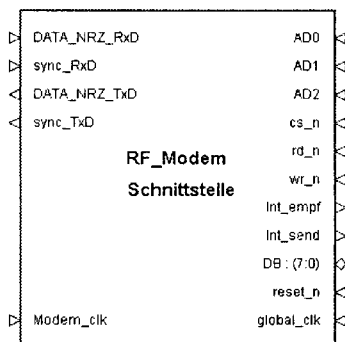 DATA_NRZ_RxD
AD0
sync_RxD
AD1
DATA_NRZ_TxD
AD2
sync_TxD
cs_n
RF_Modem
rd_n
Schnittstelle
wr_n
Int_empf
Int_send
DB : (7:0)
reset_n
Modem_clk
global_clk